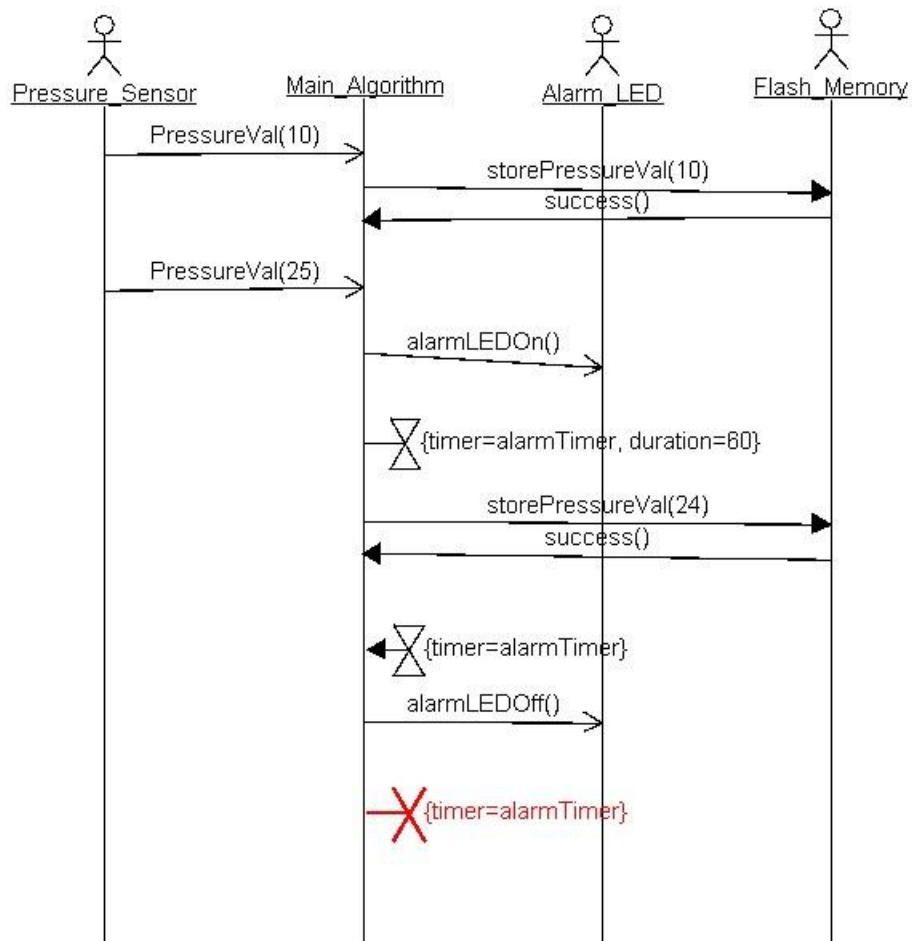 Pressure_Sensor
Main_Algorithm
Alarm_LED
Flash_Memory
PressureVal(10)
storePressureVal(10)
success()
PressureVal(25)
alarmLEDOn()
{timer=alarmTimer, duration=60}
storePressureVal(24)
success()
{timer=alarmTimer}
alarmLEDOff()
{timer=alarmTimer}